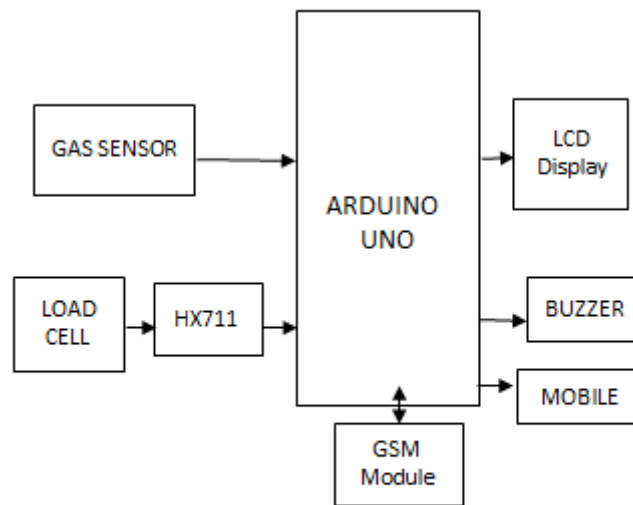 GAS SENSOR
LOAD
CELL
HX711
ARDUINO
UNO
LCD
Display
BUZZER
MOBILE
GSM
Module